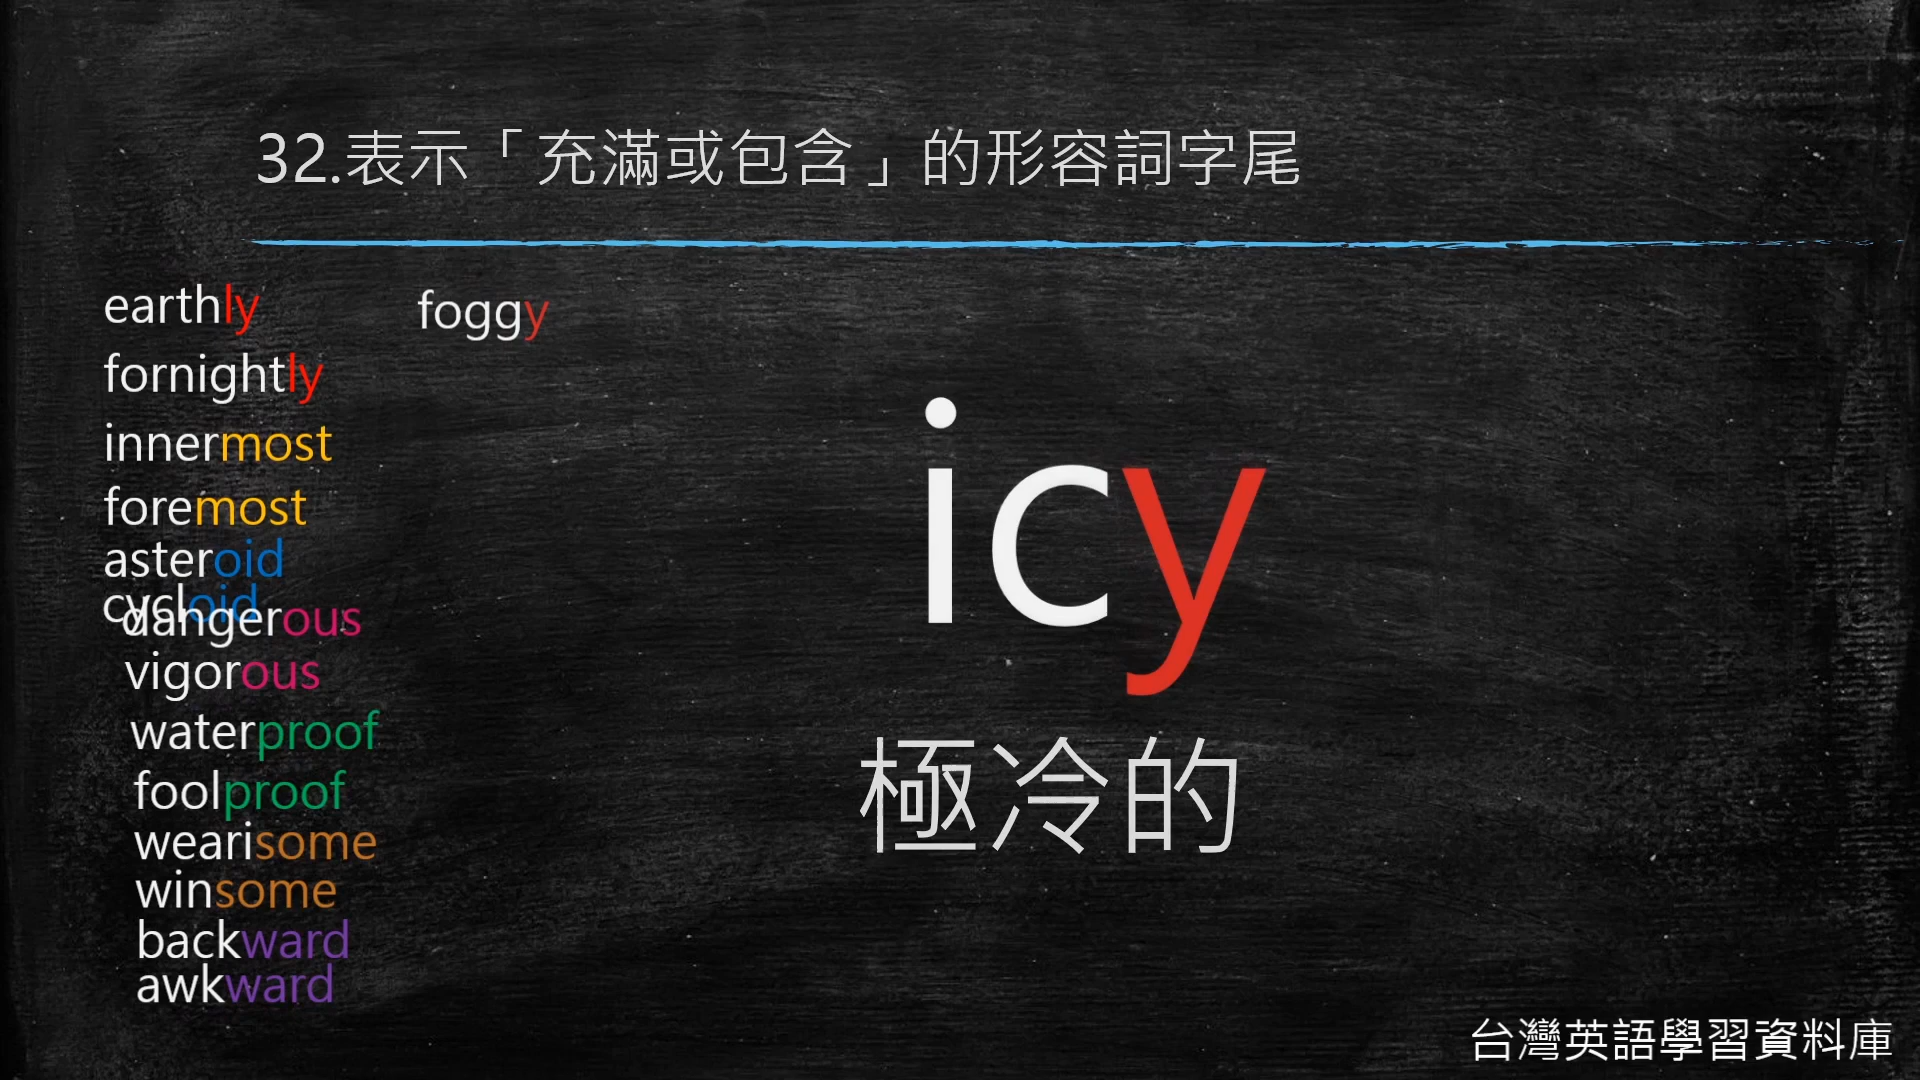 32.表示「充滿或包含」的形容詞字尾
earthly
fornightly
innermost
foremost
asteroid
cycloid
dangerous
vigorous
waterproof
foolproof
wearisome
winsome
backward
awkward
foggy
icy
極冷的
台灣英語學習資料庫